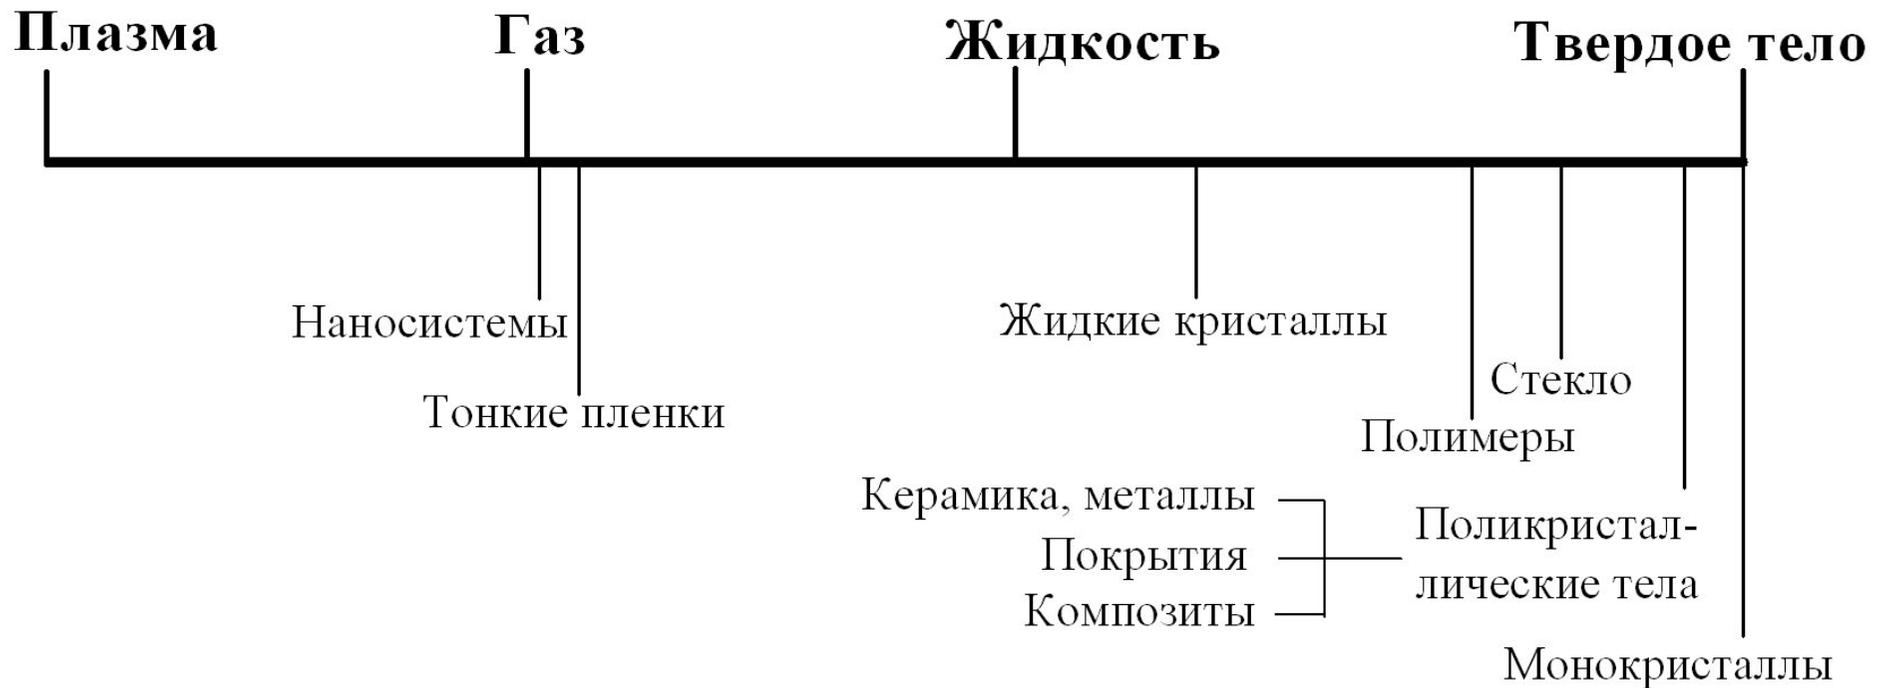 Плазма
Газ
Жидкость
Твердое тело
Наносистемы
Жидкие кристаллы
Стекло
Тонкие пленки
Полимеры
Керамика, металлы
Покрытия
Композиты
Поликристал-
лические тела
Монокристаллы